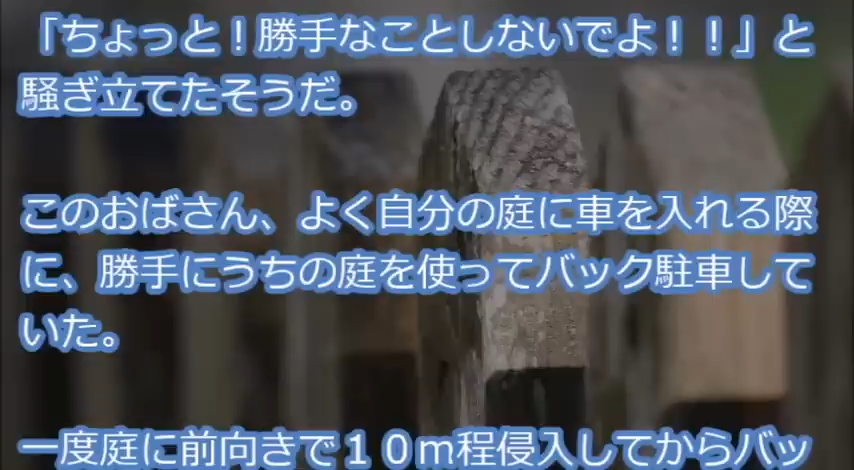 「ちょっと！勝手なことしないでよ！！」と
騒ぎ立てたそうだ。
このおばさん、よく自分の庭に車を入れる際
に、勝手にうちの庭を使ってバック駐車して
いた。
一度庭に前向きで１０ｍ程侵入してからバッ